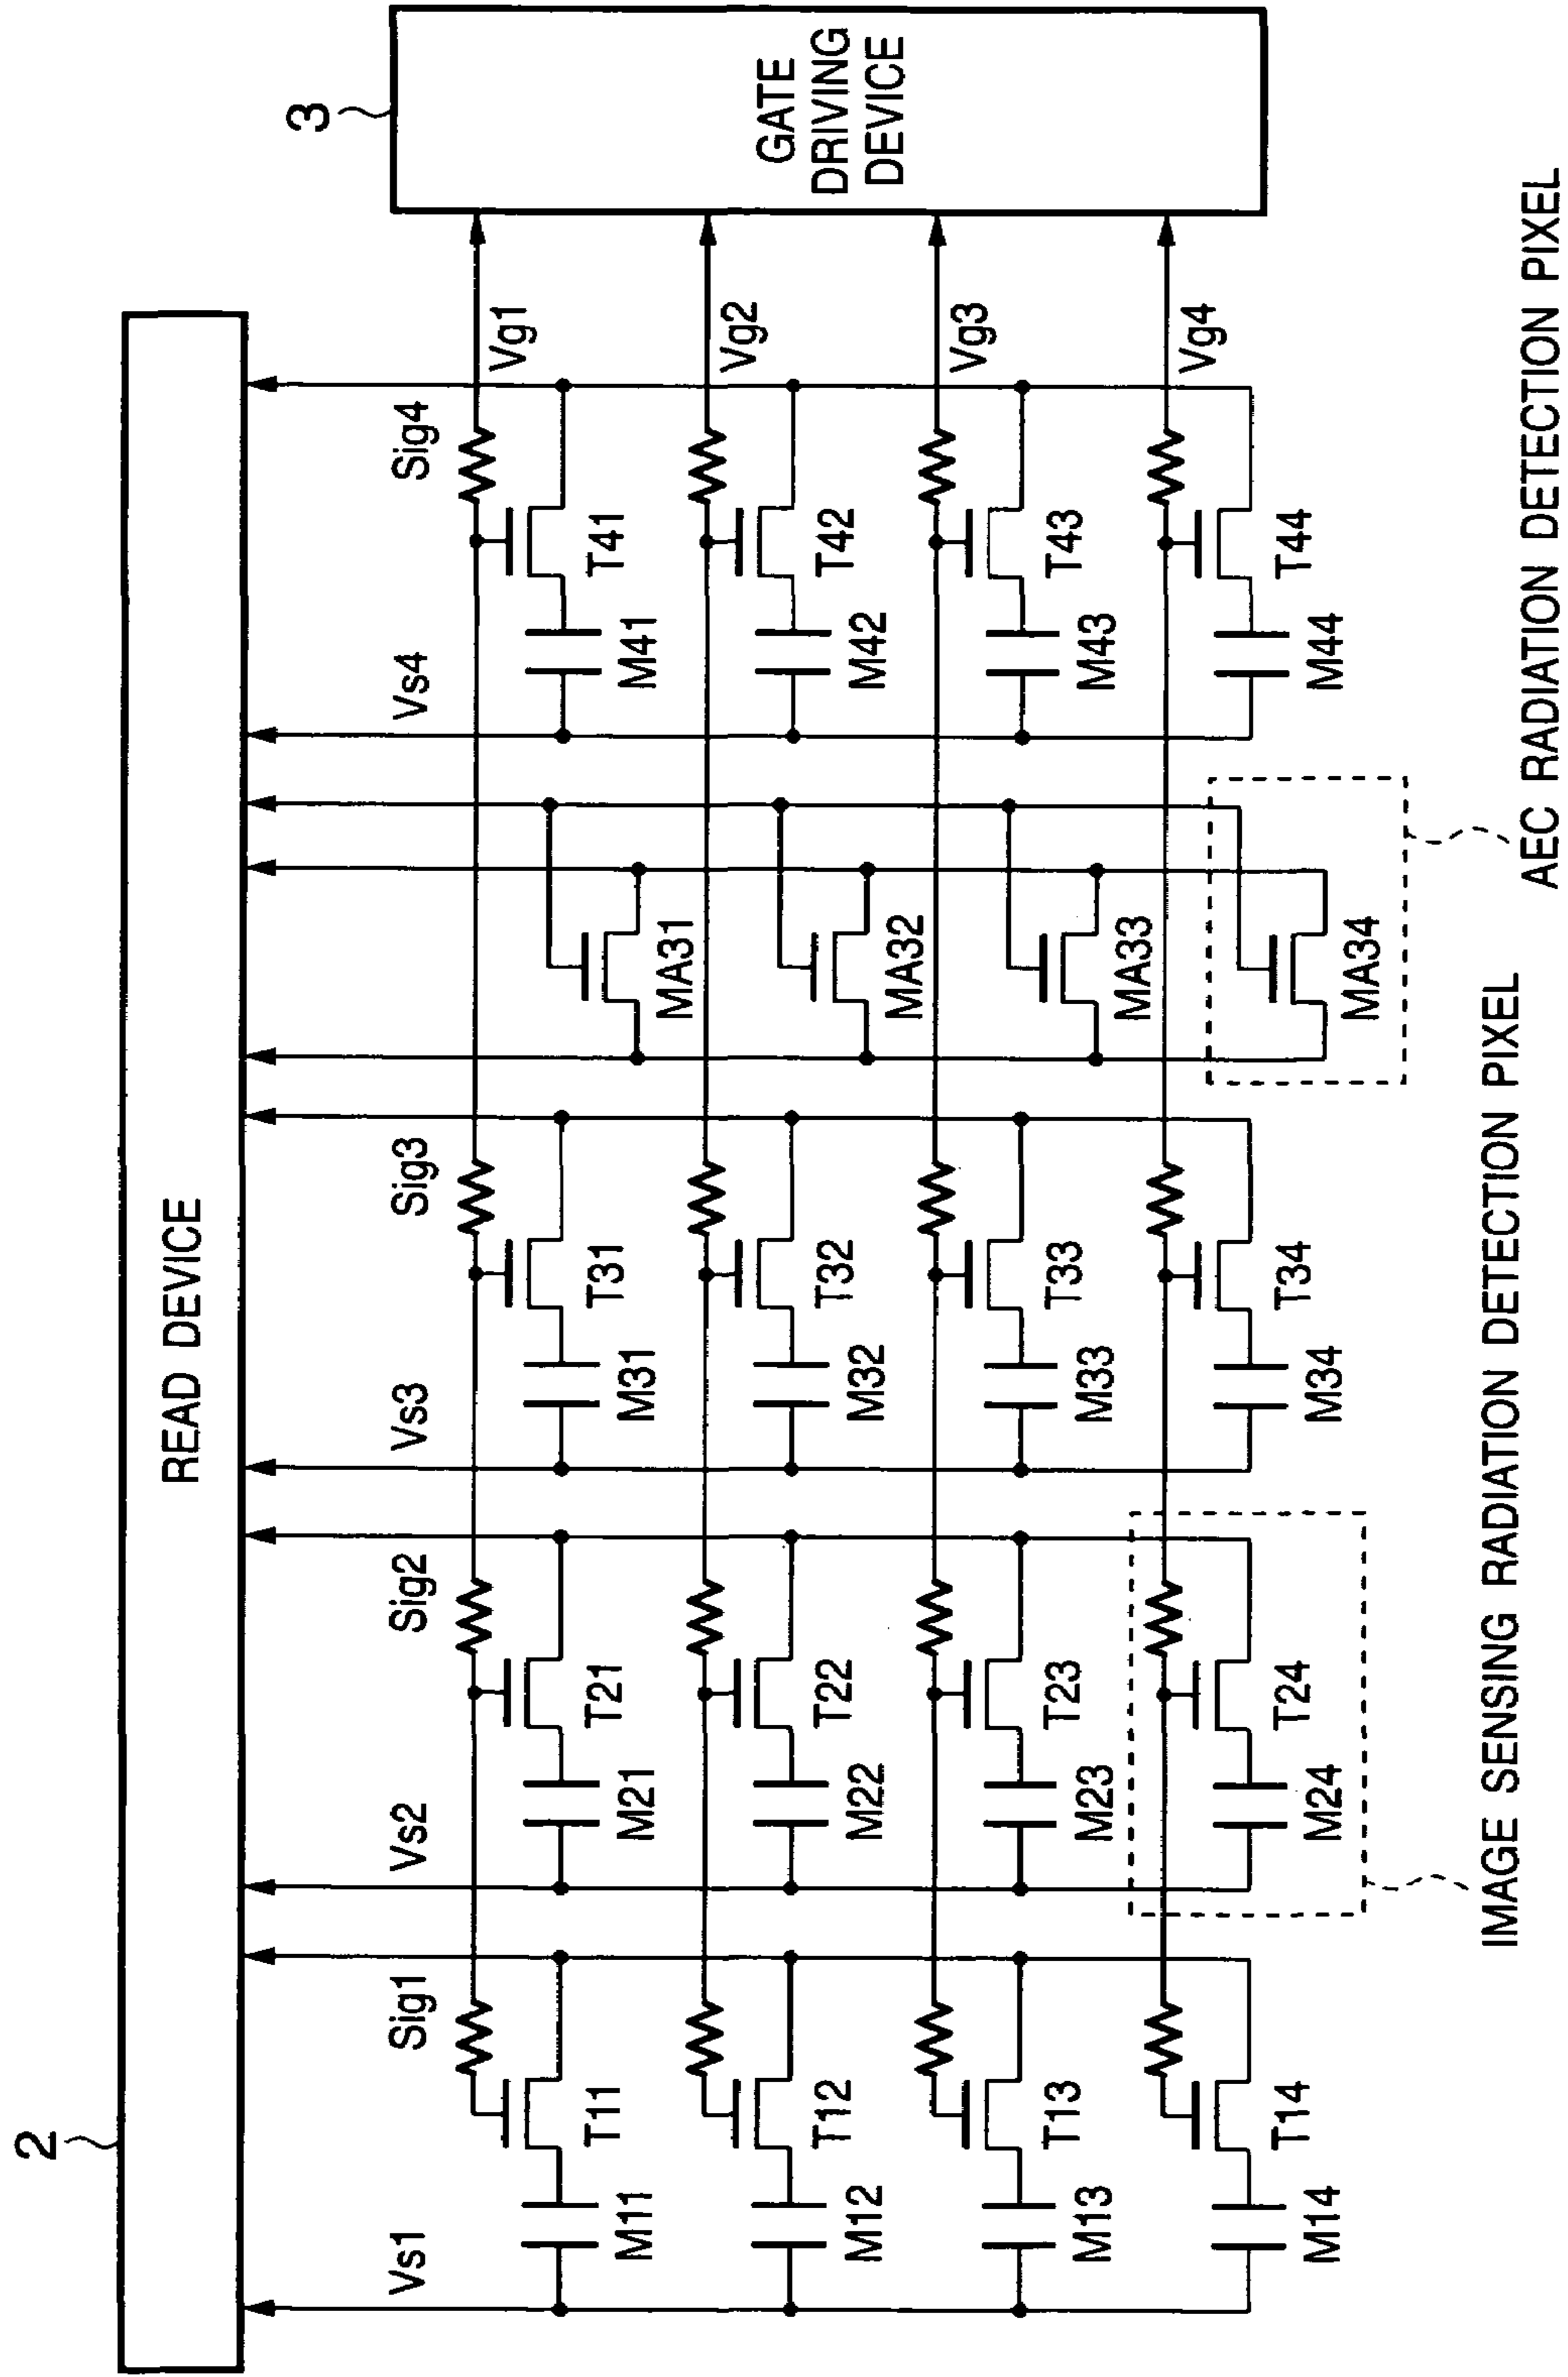 2
READ DEVICE
3
GATE
DRIVING
DEVICE
Vs1
Sig1
Vs2
Sig2
Vs3
Sig3
Vs4
Sig4
Vg1
M11
T11
M21
T21
M31
T31
MA31
M41
T41
Vg2
M12
T12
M22
T22
M32
T32
MA32
M42
T42
Vg3
M13
T13
M23
T23
M33
T33
MA33
M43
T43
Vg4
M14
T14
M24
T24
M34
T34
MA34
M44
T44
IMAGE SENSING RADIATION DETECTION PIXEL
AEC RADIATION DETECTION PIXEL